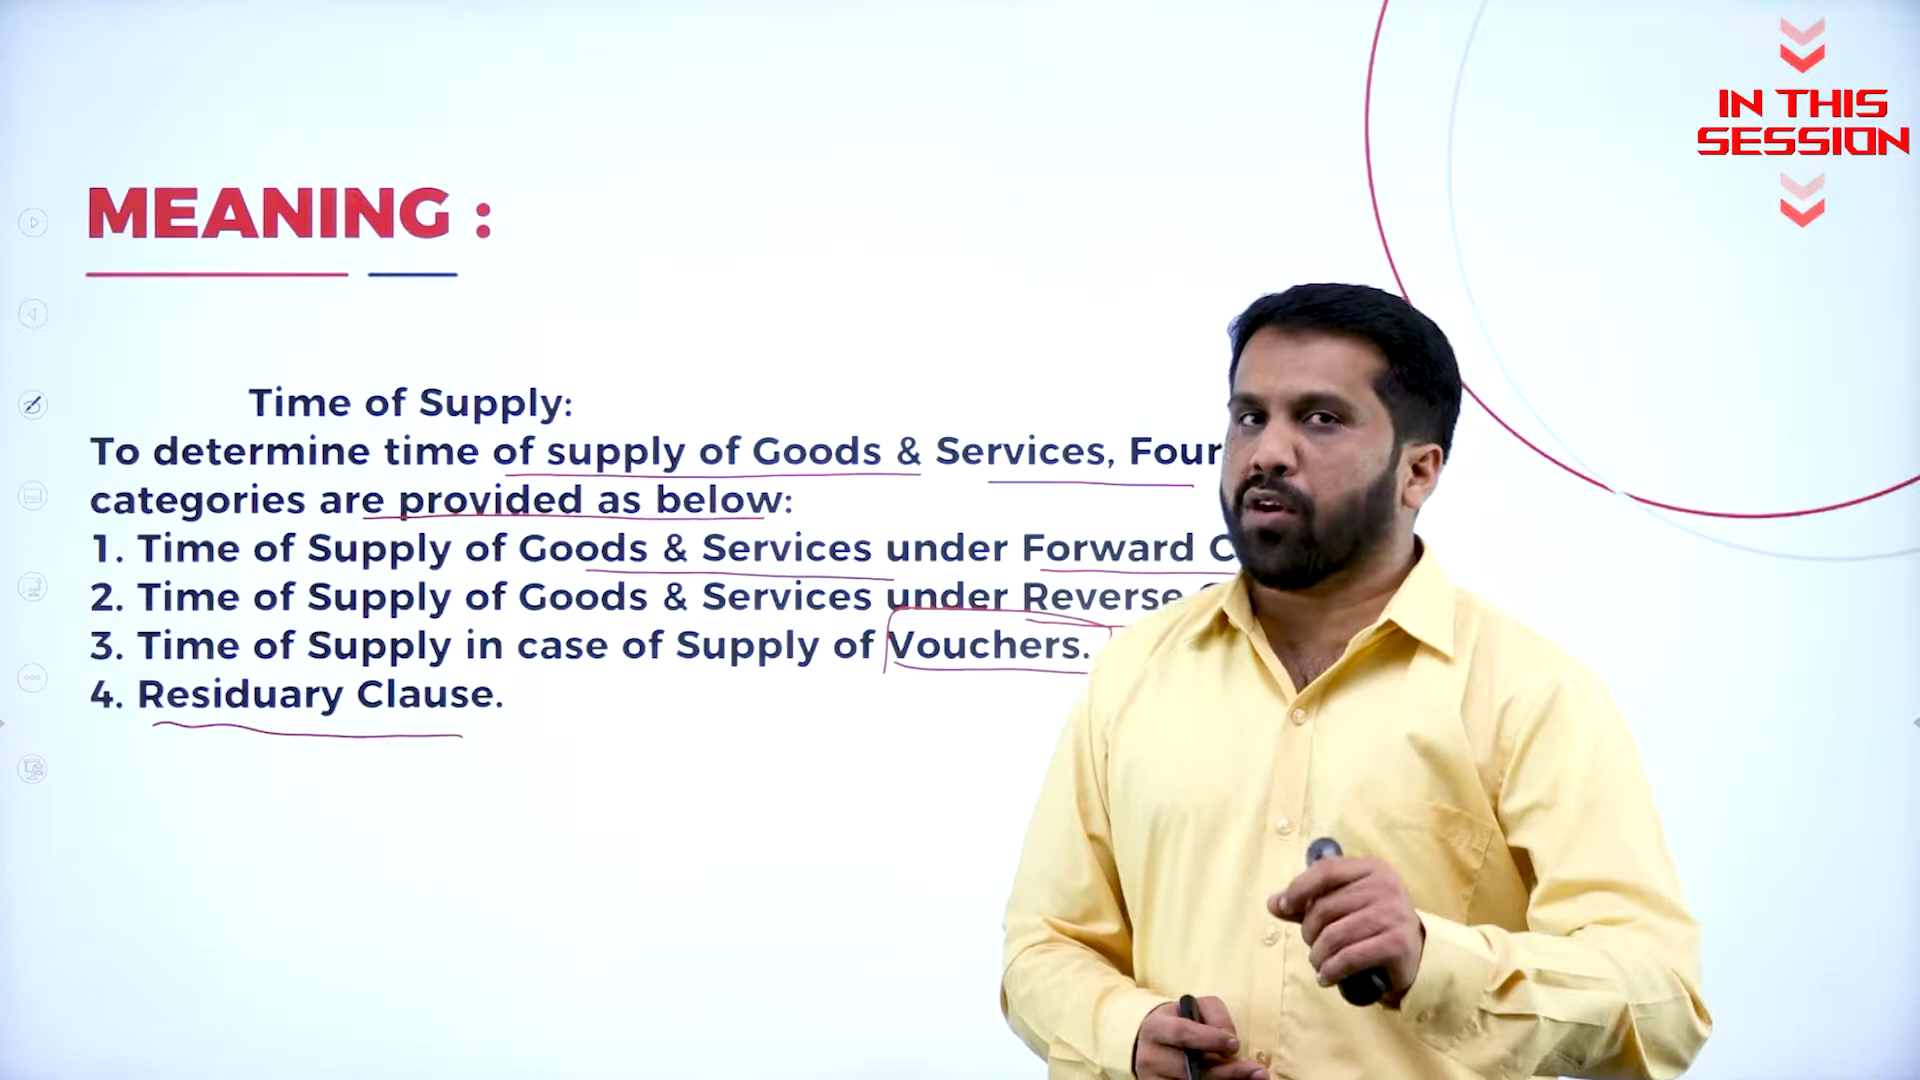 IN THIS
SESSION
MEANING :
Time of Supply:
To determine time of supply of Goods & Services, Four
categories are provided as below:
1. Time of Supply of Goods & Services under Forward C
2. Time of Supply of Goods & Services under Reverse
3. Time of Supply in case of Supply of Vouchers.
4. Residuary Clause.